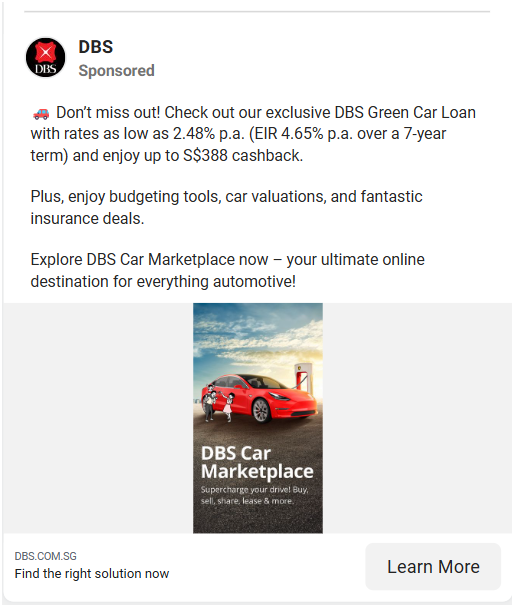 DBS
DBS
Sponsored
🚗 Don’t miss out! Check out our exclusive DBS Green Car Loan
with rates as low as 2.48% p.a. (EIR 4.65% p.a. over a 7-year
term) and enjoy up to S$388 cashback.
Plus, enjoy budgeting tools, car valuations, and fantastic
insurance deals.
Explore DBS Car Marketplace now – your ultimate online
destination for everything automotive!
DBS Car
Marketplace
Supercharge your drive! Buy,
sell, share, lease & more.
DBS.COM.SG
Find the right solution now
Learn More